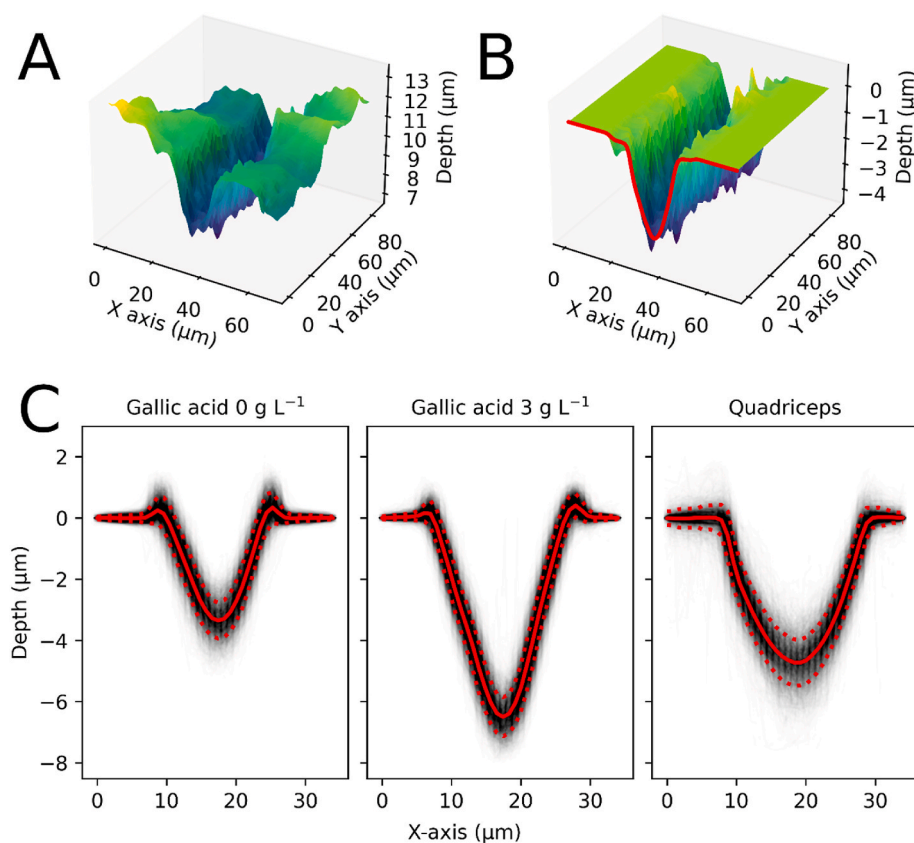 A
B
13
12
11
10
9
8
7
Depth (μm)
0
20
40
60
X axis (μm)
0
20
40
60
80
Y axis (μm)
0
−1
−2
−3
−4
Depth (μm)
0
20
40
60
X axis (μm)
0
20
40
60
80
Y axis (μm)
C
Gallic acid 0 g L⁻¹
Gallic acid 3 g L⁻¹
Quadriceps
2
0
−2
−4
−6
−8
Depth (μm)
0 10 20 30
0 10 20 30
0 10 20 30
X-axis (μm)